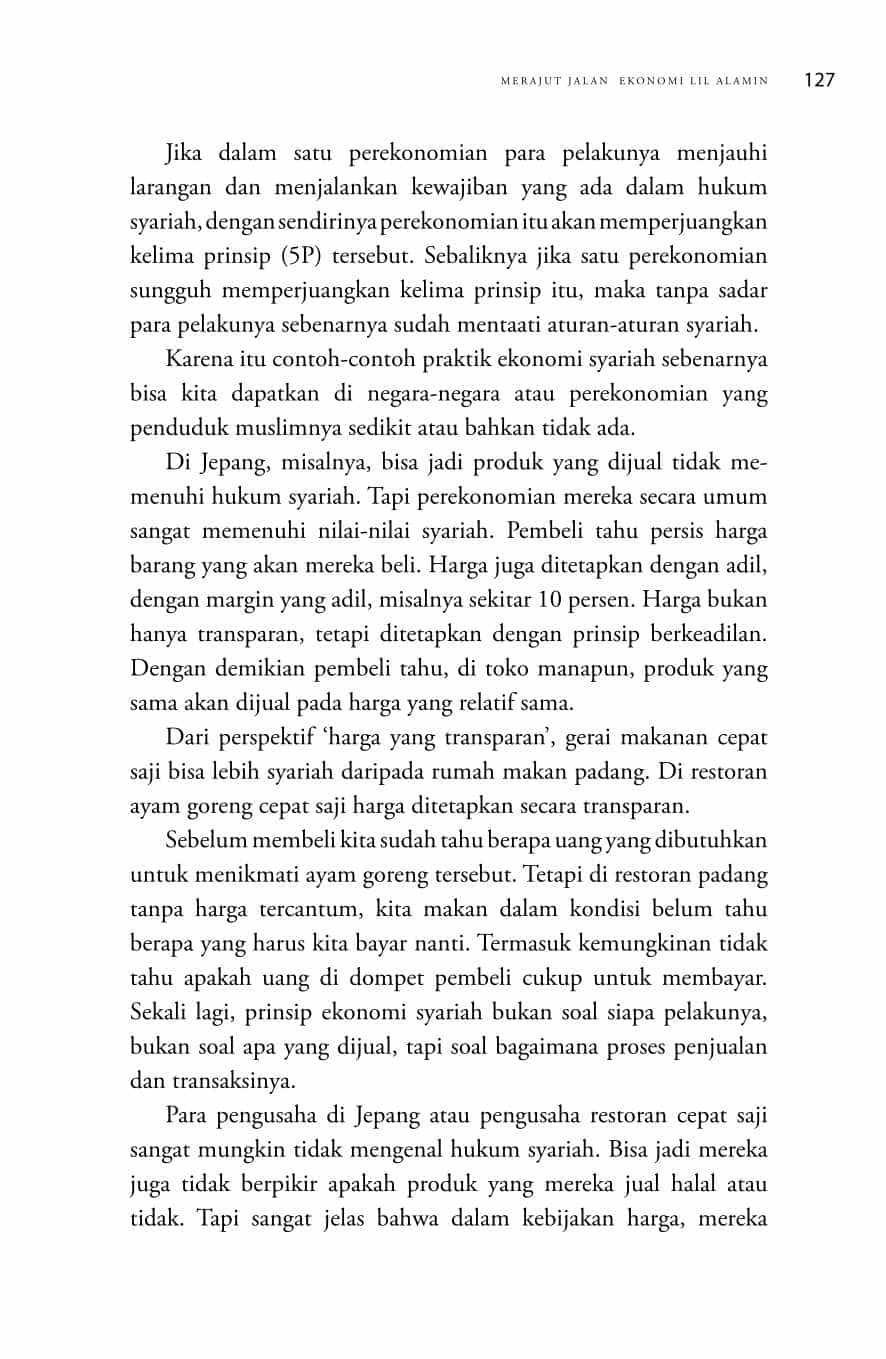 MERAJUT JALAN EKONOMI LIL ALAMIN 127
Jika dalam satu perekonomian para pelakunya menjauhi
larangan dan menjalankan kewajiban yang ada dalam hukum
syariah, dengan sendirinya perekonomian itu akan memperjuangkan
kelima prinsip (5P) tersebut. Sebaliknya jika satu perekonomian
sungguh memperjuangkan kelima prinsip itu, maka tanpa sadar
para pelakunya sebenarnya sudah mentaati aturan-aturan syariah.
Karena itu contoh-contoh praktik ekonomi syariah sebenarnya
bisa kita dapatkan di negara-negara atau perekonomian yang
penduduk muslimnya sedikit atau bahkan tidak ada.
Di Jepang, misalnya, bisa jadi produk yang dijual tidak me-
menuhi hukum syariah. Tapi perekonomian mereka secara umum
sangat memenuhi nilai-nilai syariah. Pembeli tahu persis harga
barang yang akan mereka beli. Harga juga ditetapkan dengan adil,
dengan margin yang adil, misalnya sekitar 10 persen. Harga bukan
hanya transparan, tetapi ditetapkan dengan prinsip berkeadilan.
Dengan demikian pembeli tahu, di toko manapun, produk yang
sama akan dijual pada harga yang relatif sama.
Dari perspektif ‘harga yang transparan’, gerai makanan cepat
saji bisa lebih syariah daripada rumah makan padang. Di restoran
ayam goreng cepat saji harga ditetapkan secara transparan.
Sebelum membeli kita sudah tahu berapa uang yang dibutuhkan
untuk menikmati ayam goreng tersebut. Tetapi di restoran padang
tanpa harga tercantum, kita makan dalam kondisi belum tahu
berapa yang harus kita bayar nanti. Termasuk kemungkinan tidak
tahu apakah uang di dompet pembeli cukup untuk membayar.
Sekali lagi, prinsip ekonomi syariah bukan soal siapa pelakunya,
bukan soal apa yang dijual, tapi soal bagaimana proses penjualan
dan transaksinya.
Para pengusaha di Jepang atau pengusaha restoran cepat saji
sangat mungkin tidak mengenal hukum syariah. Bisa jadi mereka
juga tidak berpikir apakah produk yang mereka jual halal atau
tidak. Tapi sangat jelas bahwa dalam kebijakan harga, mereka